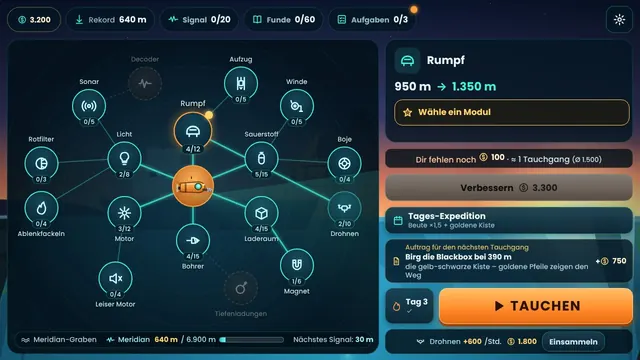 3.200
Rekord 640 m
Signal 0/20
Funde 0/60
Aufgaben 0/3
Decoder
Aufzug
0/5
Sonar
0/5
Rumpf
4/12
Winde
0/5
Rotfilter
0/3
Licht
2/8
Sauerstoff
5/15
Boje
0/4
Ablenkfackeln
0/4
Motor
3/12
Laderaum
4/15
Drohnen
2/10
Bohrer
4/15
Leiser Motor
0/4
Magnet
1/6
Tiefenladungen
Meridian-Graben
Meridian 640 m / 6.900 m
Nächstes Signal: 30 m
Rumpf
950 m → 1.350 m
Wähle ein Modul
Dir fehlen noch 100 · ≈ 1 Tauchgang (Ø 1.500)
Verbessern 3.300
Tages-Expedition
Beute ×1,5 + goldene Kiste
Auftrag für den nächsten Tauchgang
Birg die Blackbox bei 390 m
die gelb-schwarze Kiste – goldene Pfeile zeigen den
Weg
+ 750
Tag 3
✓
TAUCHEN
Drohnen +600 /Std. 1.800
Einsammeln